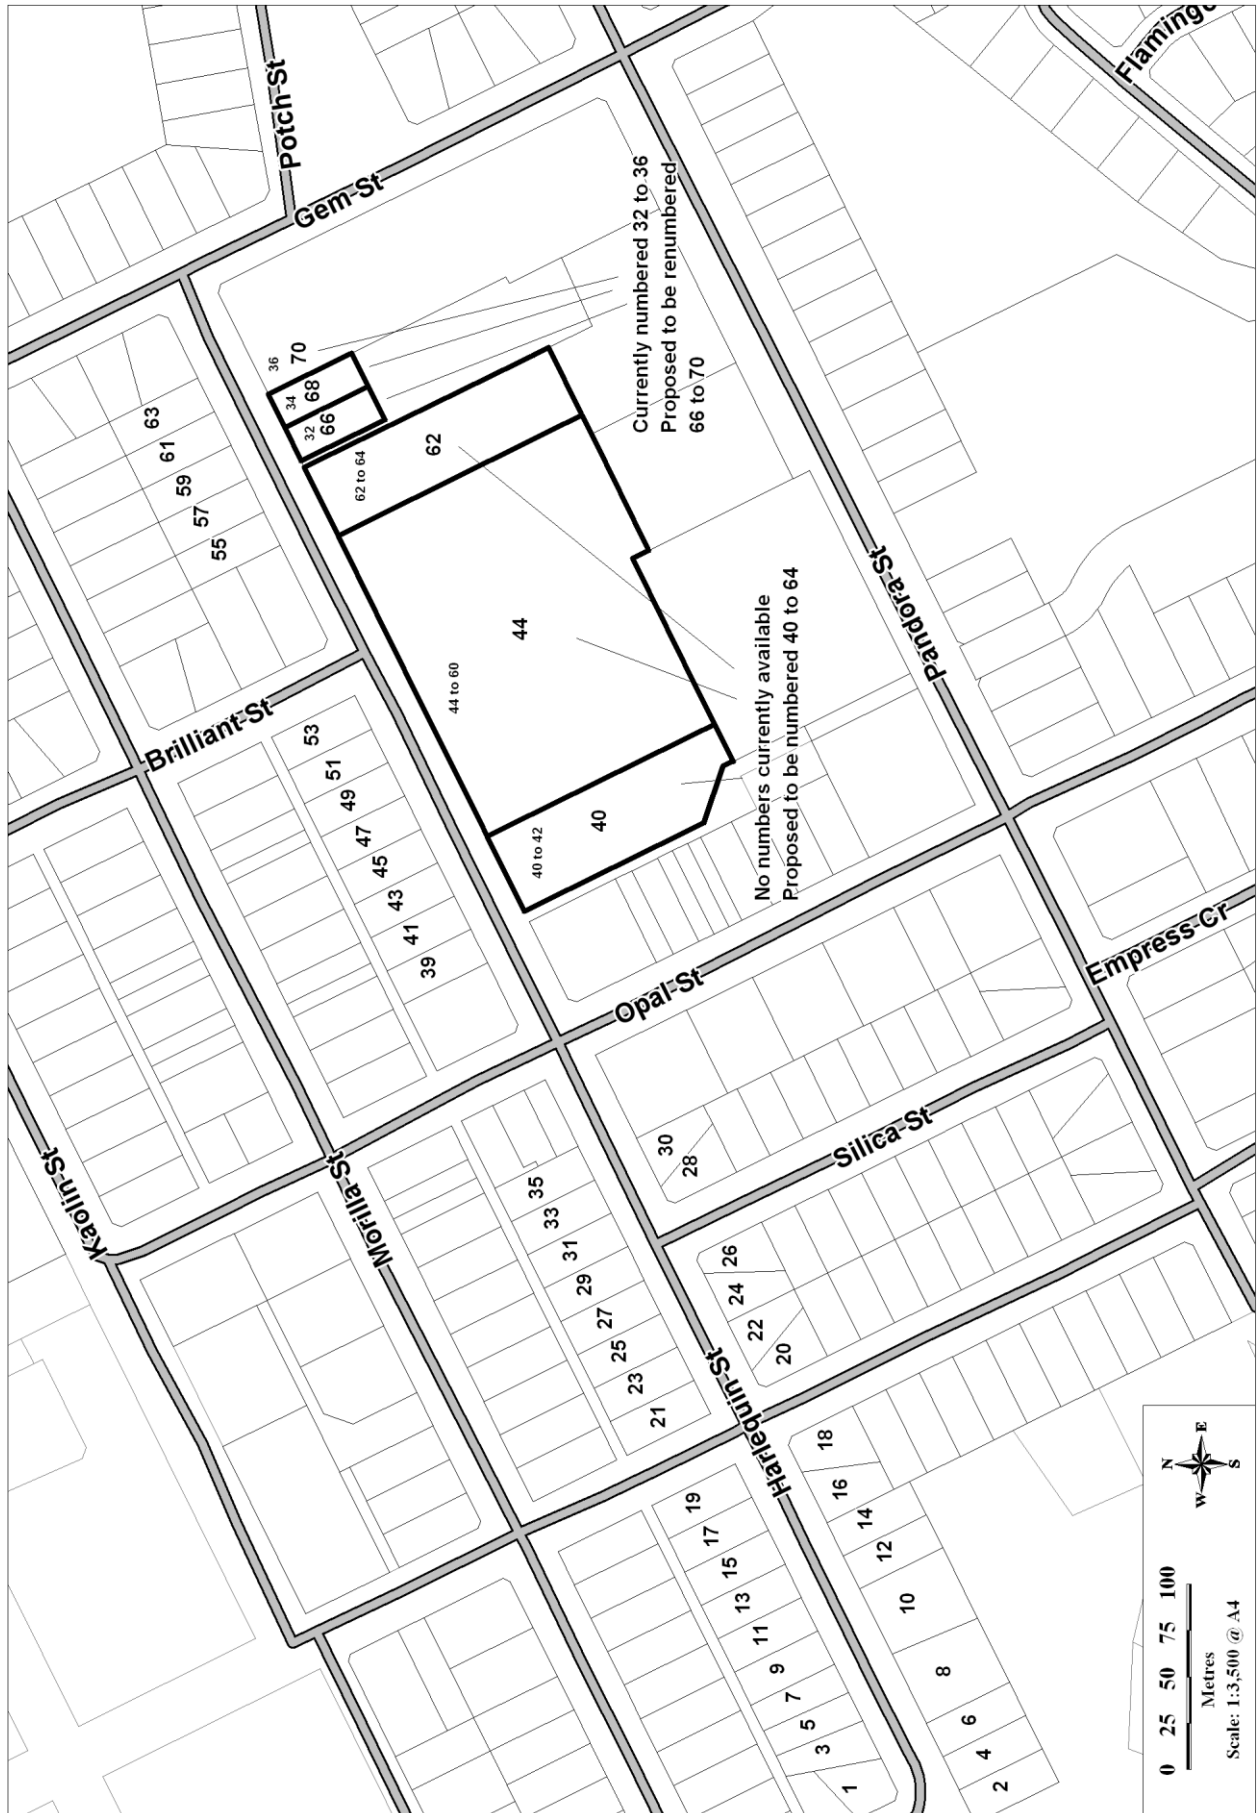 Kaolin St
Potch St
Gem St
Flamingo
Brilliant St
Morilla St
Opal St
Pandora St
Empress Cr
Silica St
Harlequin St
63
61
59
57
55
53
51
49
47
45
43
41
39
36
70
34
68
32
66
62 to 64
62
44 to 60
44
40 to 42
40
Currently numbered 32 to 36
Proposed to be renumbered
66 to 70
No numbers currently available
Proposed to be numbered 40 to 64
35
33
31
29
27
25
23
21
30
28
26
24
22
20
19
17
15
13
11
9
7
5
3
1
18
16
14
12
10
8
6
4
2
N
W
E
S
0 25 50 75 100
Metres
Scale: 1:3,500 @ A4